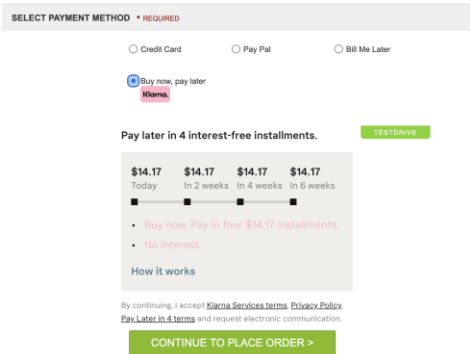 SELECT PAYMENT METHOD • REQUIRED
Credit Card Pay Pal Bill Me Later
Buy now, pay later
Klarna.
Pay later in 4 interest-free installments.
TESTDRIVE
$14.17 $14.17 $14.17 $14.17
Today In 2 weeks In 4 weeks In 6 weeks
• Buy now. Pay in four $14.17 installments.
• No interest.
How it works
By continuing, I accept Klarna Services terms, Privacy Policy,
Pay Later in 4 terms and request electronic communication.
CONTINUE TO PLACE ORDER >